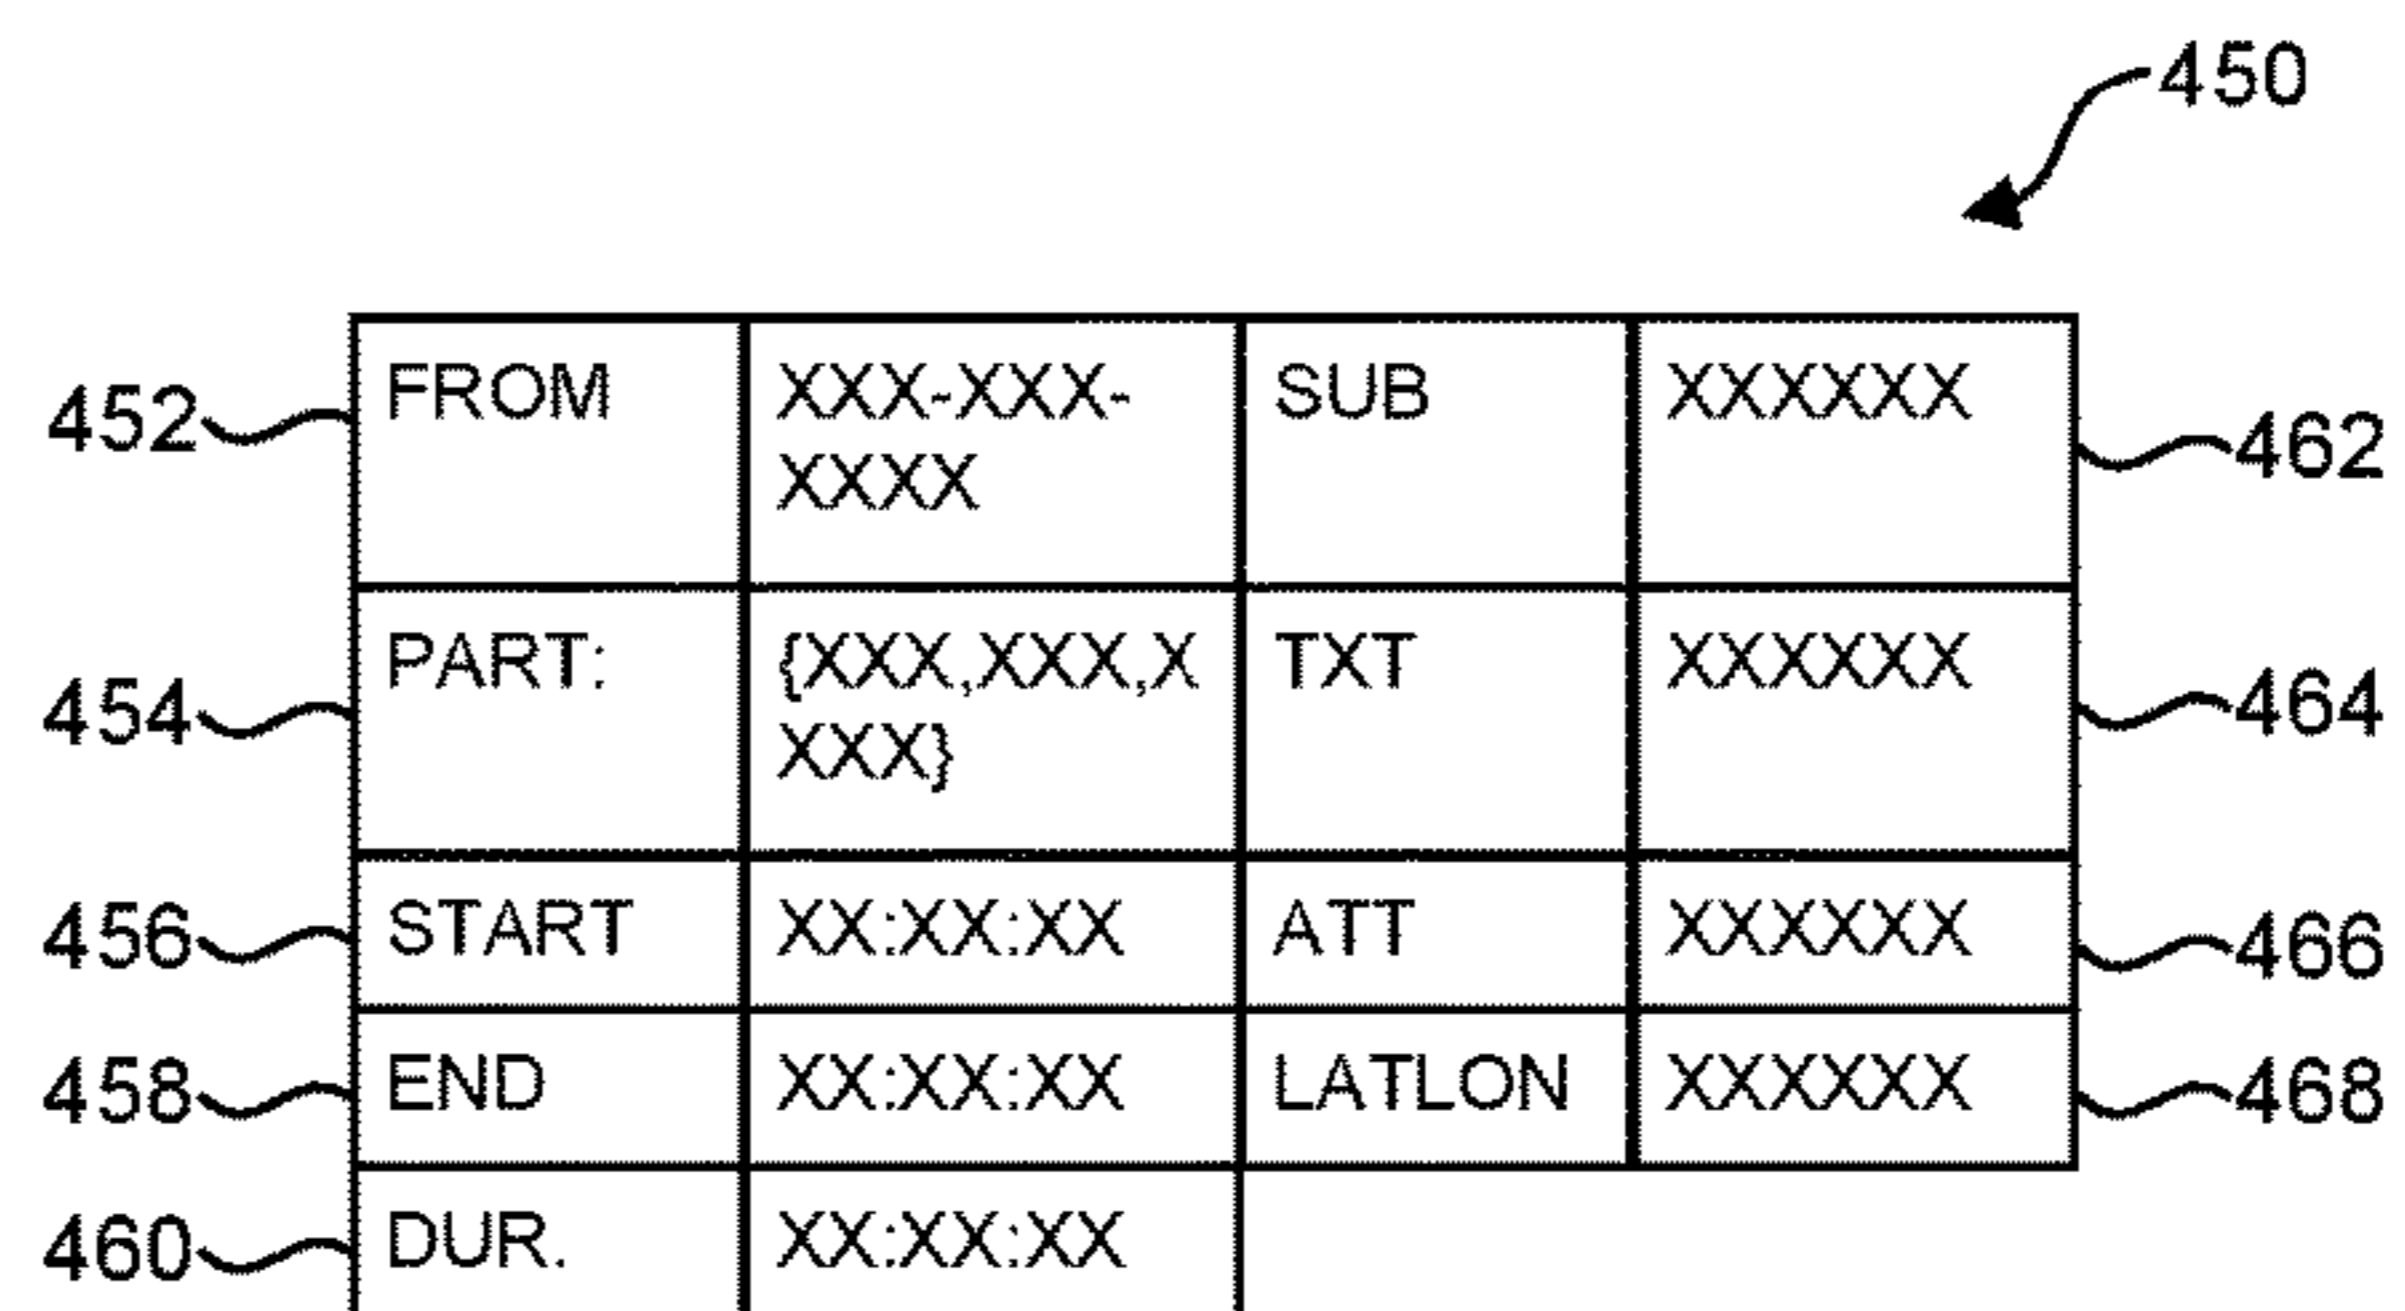 450
452 FROM XXX-XXX- SUB XXXXXX 462
XXXX
454 PART: {XXX,XXX,X TXT XXXXXX 464
XXX}
456 START XX:XX:XX ATT XXXXXX 466
458 END XX:XX:XX LATLON XXXXXX 468
460 DUR. XX:XX:XX